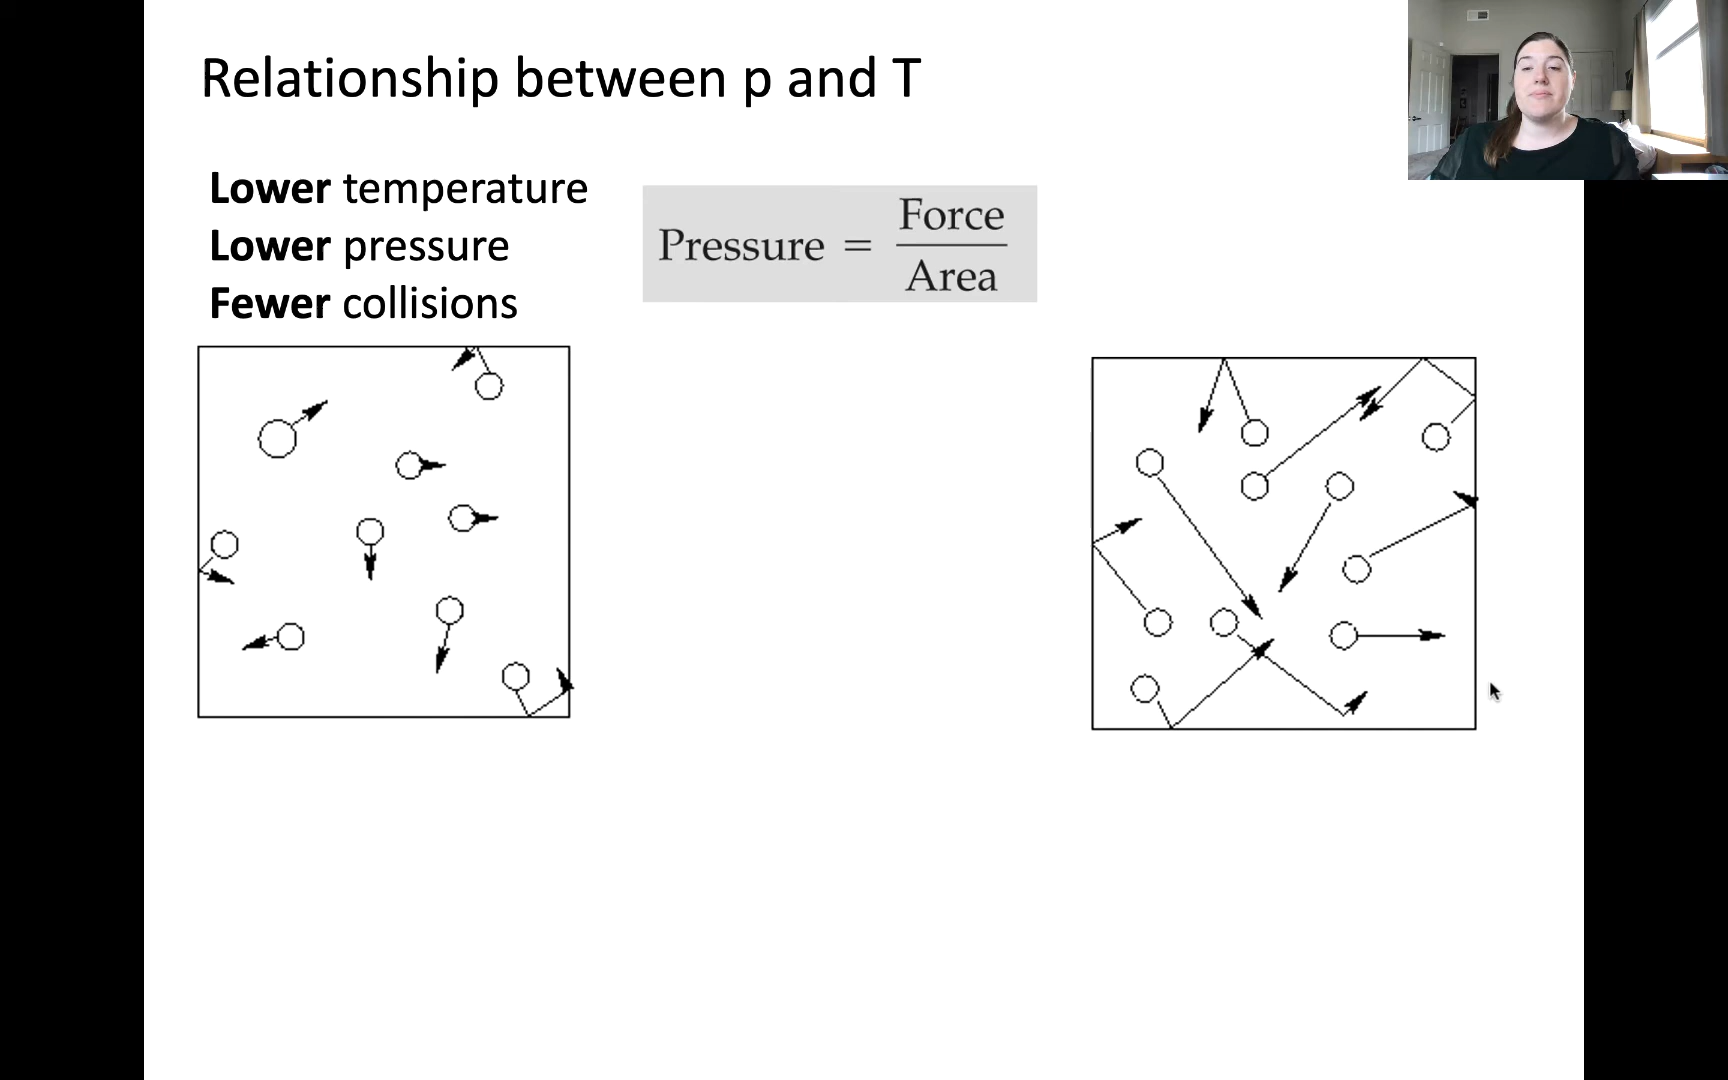 Relationship between p and T
Lower temperature
Lower pressure
Fewer collisions
Pressure = Force
Area